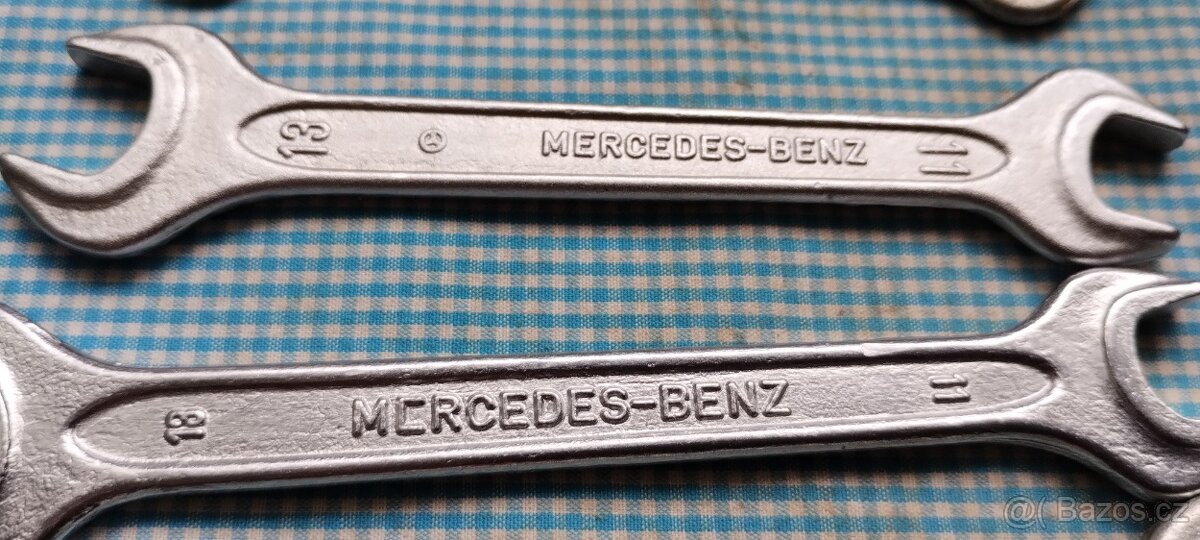 13 MERCEDES-BENZ 11
18 MERCEDES-BENZ 11
@( Bazos.cz